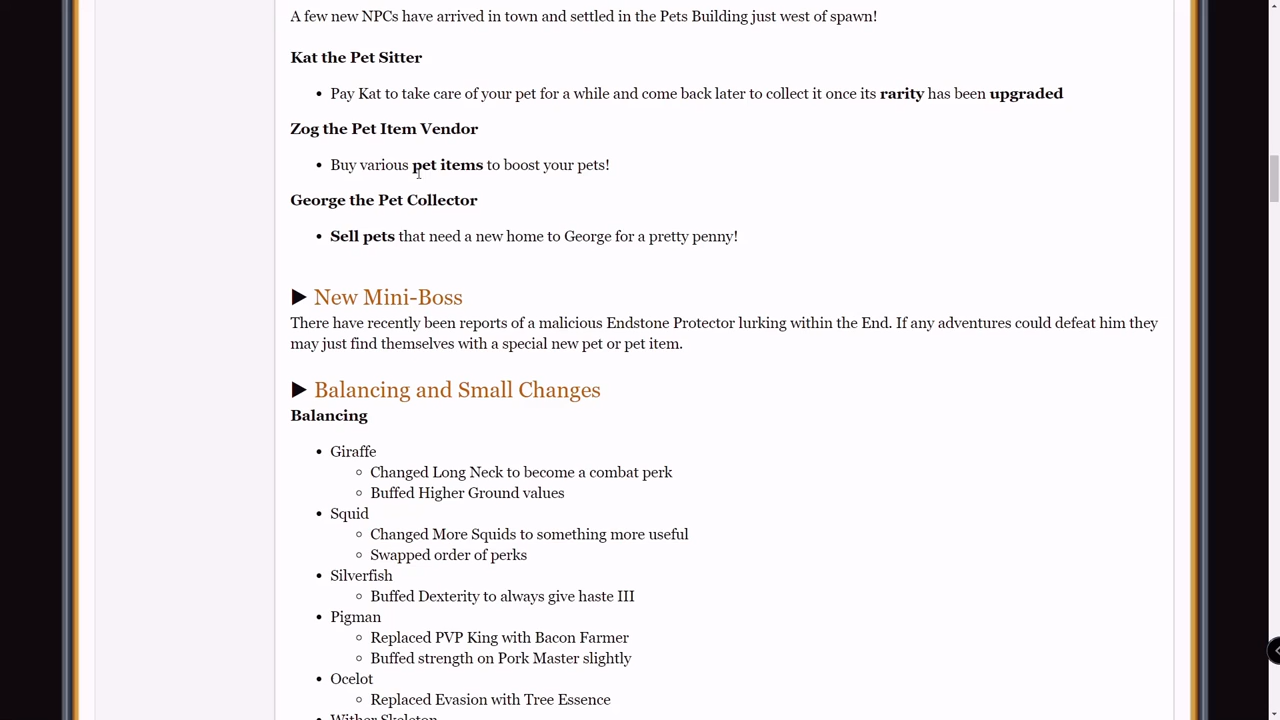 A few new NPCs have arrived in town and settled in the Pets Building just west of spawn!
Kat the Pet Sitter
• Pay Kat to take care of your pet for a while and come back later to collect it once its rarity has been upgraded
Zog the Pet Item Vendor
• Buy various pet items to boost your pets!
George the Pet Collector
• Sell pets that need a new home to George for a pretty penny!
► New Mini-Boss
There have recently been reports of a malicious Endstone Protector lurking within the End. If any adventures could defeat him they
may just find themselves with a special new pet or pet item.
► Balancing and Small Changes
Balancing
• Giraffe
◦ Changed Long Neck to become a combat perk
◦ Buffed Higher Ground values
• Squid
◦ Changed More Squids to something more useful
◦ Swapped order of perks
• Silverfish
◦ Buffed Dexterity to always give haste III
• Pigman
◦ Replaced PVP King with Bacon Farmer
◦ Buffed strength on Pork Master slightly
• Ocelot
◦ Replaced Evasion with Tree Essence
Wither Skeleton